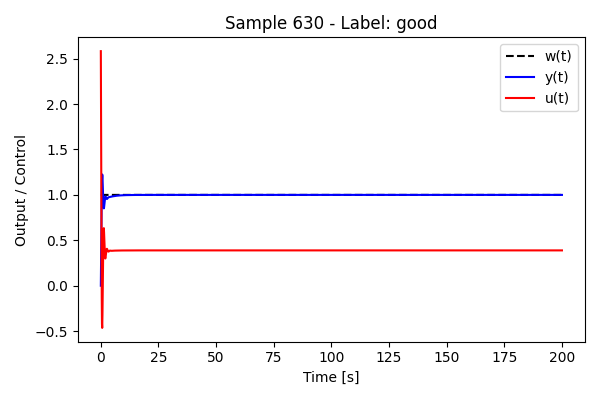 Sample 630 - Label: good
w(t)
y(t)
u(t)
Output / Control
2.5
2.0
1.5
1.0
0.5
0.0
−0.5
0 25 50 75 100 125 150 175 200
Time [s]